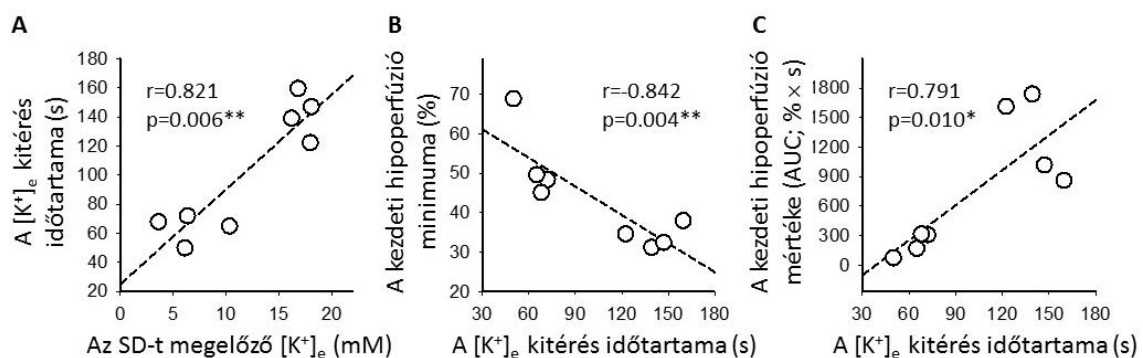 A
A [K⁺]ₑ kitérés
időtartama (s)
180
160
140
120
100
80
60
40
20
r=0.821
p=0.006**
0
5
10
15
20
Az SD-t megelőző [K⁺]ₑ (mM)
B
A kezdeti hipoperfúzió
minimuma (%)
70
60
50
40
30
20
r=-0.842
p=0.004**
30
60
90
120
150
180
A [K⁺]ₑ kitérés időtartama (s)
C
A kezdeti hipoperfúzió
mértéke (AUC; % × s)
1800
1500
1200
900
600
300
0
r=0.791
p=0.010*
30
60
90
120
150
180
A [K⁺]ₑ kitérés időtartama (s)